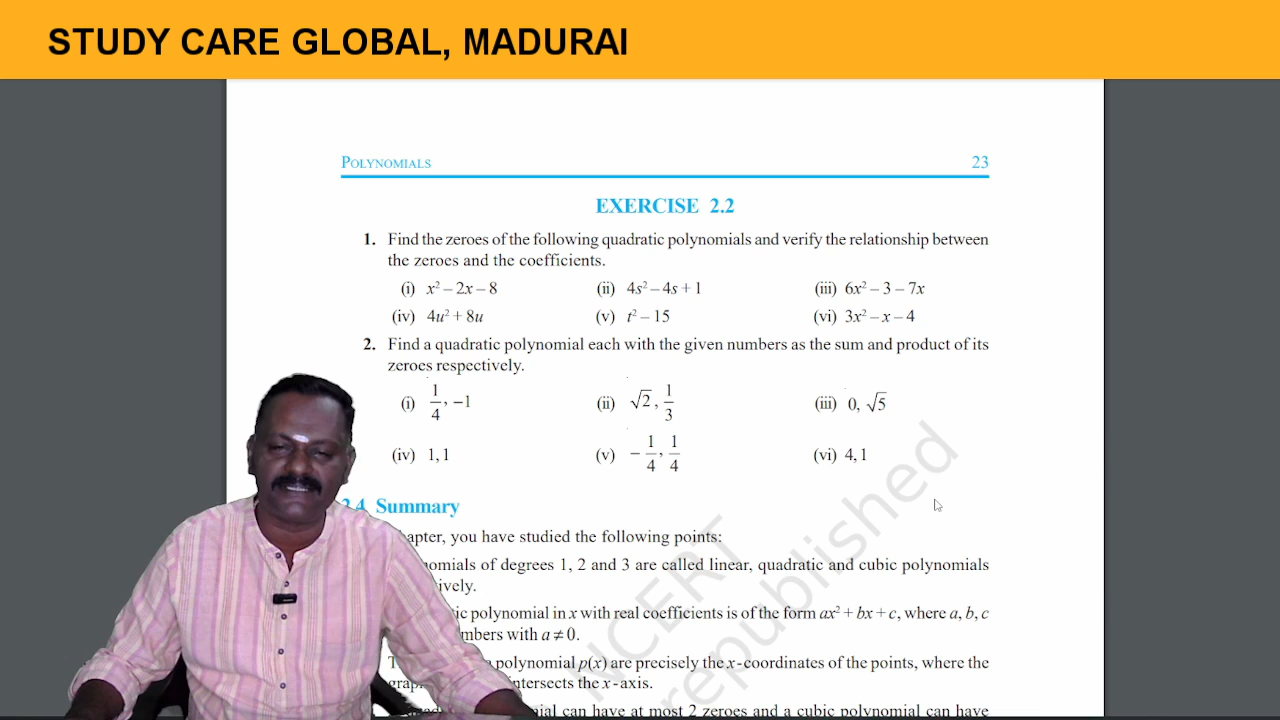 STUDY CARE GLOBAL, MADURAI
POLYNOMIALS 23
EXERCISE 2.2
1. Find the zeroes of the following quadratic polynomials and verify the relationship between
the zeroes and the coefficients.
(i) x² – 2x – 8 (ii) 4s² – 4s + 1 (iii) 6x² – 3 – 7x
(iv) 4u² + 8u (v) t² – 15 (vi) 3x² – x – 4
2. Find a quadratic polynomial each with the given numbers as the sum and product of its
zeroes respectively.
(i) 1/4, –1 (ii) √2, 1/3 (iii) 0, √5
(iv) 1, 1 (v) –1/4, 1/4 (vi) 4, 1
2.4 Summary
you have studied the following points:
of degrees 1, 2 and 3 are called linear, quadratic and cubic polynomials
polynomial in x with real coefficients is of the form ax² + bx + c, where a, b, c
with a ≠ 0.
polynomial p(x) are precisely the x-coordinates of the points, where the
intersects the x-axis.
can have at most 2 zeroes and a cubic polynomial can have
NCERT
republished